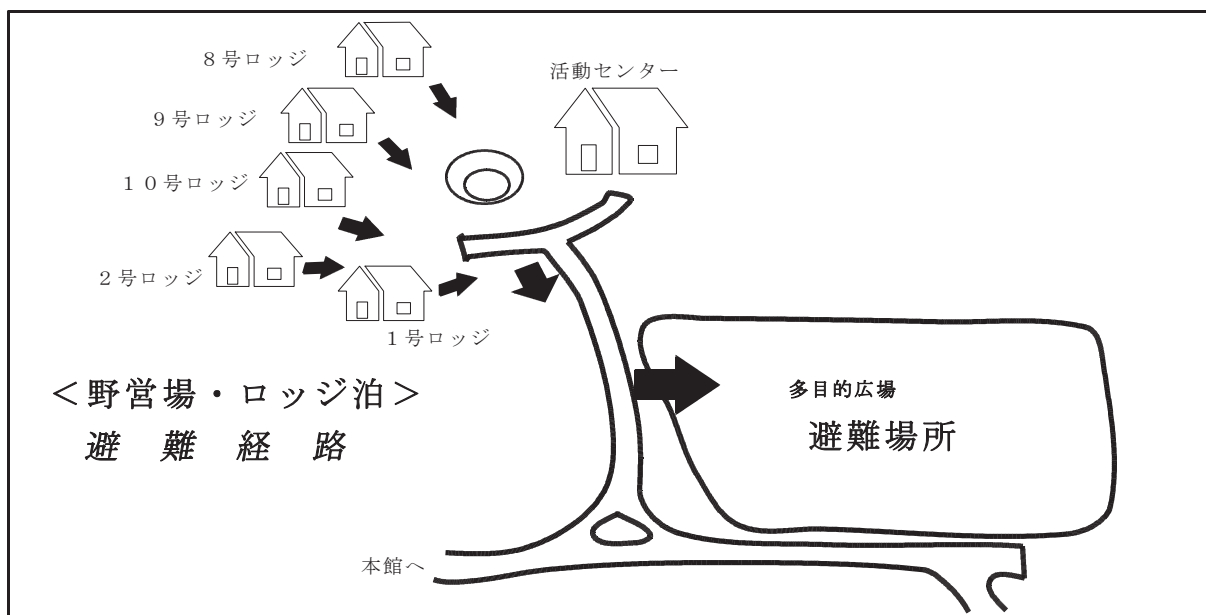 ８号ロッジ
活動センター
９号ロッジ
１０号ロッジ
２号ロッジ
１号ロッジ
＜野営場・ロッジ泊＞
避難経路
多目的広場
避難場所
本館へ